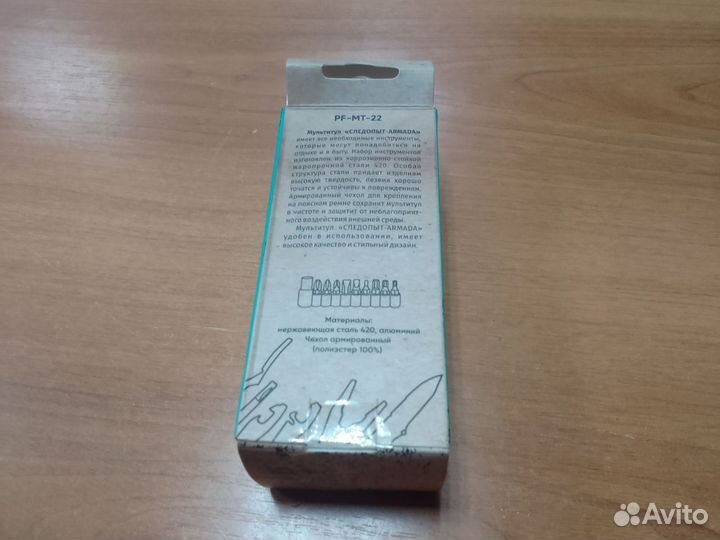 PF-MT-22
Мультитул «СЛЕДОПЫТ-ARMADA»
имеет все необходимые инструменты,
которые могут понадобиться на
отдыхе и в быту. Набор инструментов
изготовлен из коррозионно-стойкой
жаропрочной стали 420. Особая
структура стали придает изделиям
высокую твердость, лезвия хорошо
точатся и устойчивы к повреждениям.
Армированный чехол для крепления
на поясном ремне сохранит мультитул
в чистоте и защитит от неблагоприят-
ного воздействия внешней среды.
Мультитул «СЛЕДОПЫТ-ARMADA»
удобен в использовании, имеет
высокое качество и стильный дизайн.
Материалы:
нержавеющая сталь 420, алюминий
Чехол армированный
(полиэстер 100%)
Avito